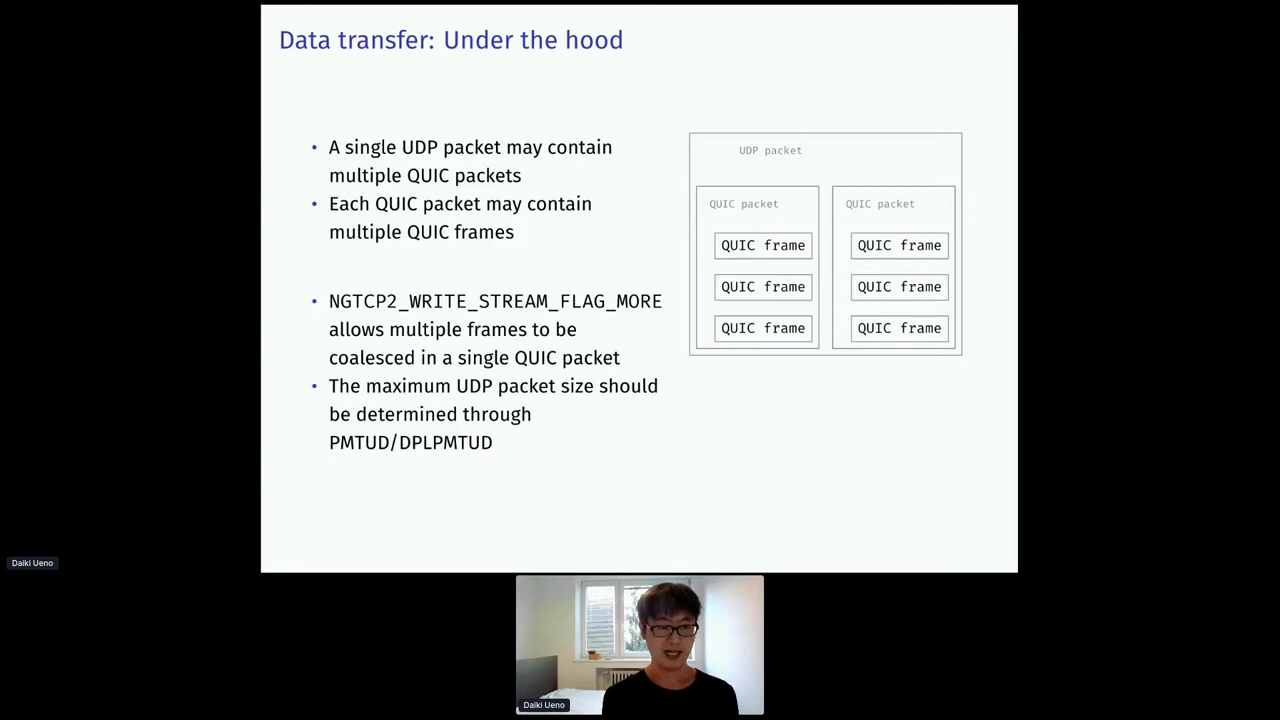 Data transfer: Under the hood
• A single UDP packet may contain
multiple QUIC packets
• Each QUIC packet may contain
multiple QUIC frames
• NGTCP2_WRITE_STREAM_FLAG_MORE
allows multiple frames to be
coalesced in a single QUIC packet
• The maximum UDP packet size should
be determined through
PMTUD/DPLPMTUD
UDP packet
QUIC packet
QUIC frame
QUIC frame
QUIC frame
QUIC packet
QUIC frame
QUIC frame
QUIC frame
Daiki Ueno
Daiki Ueno